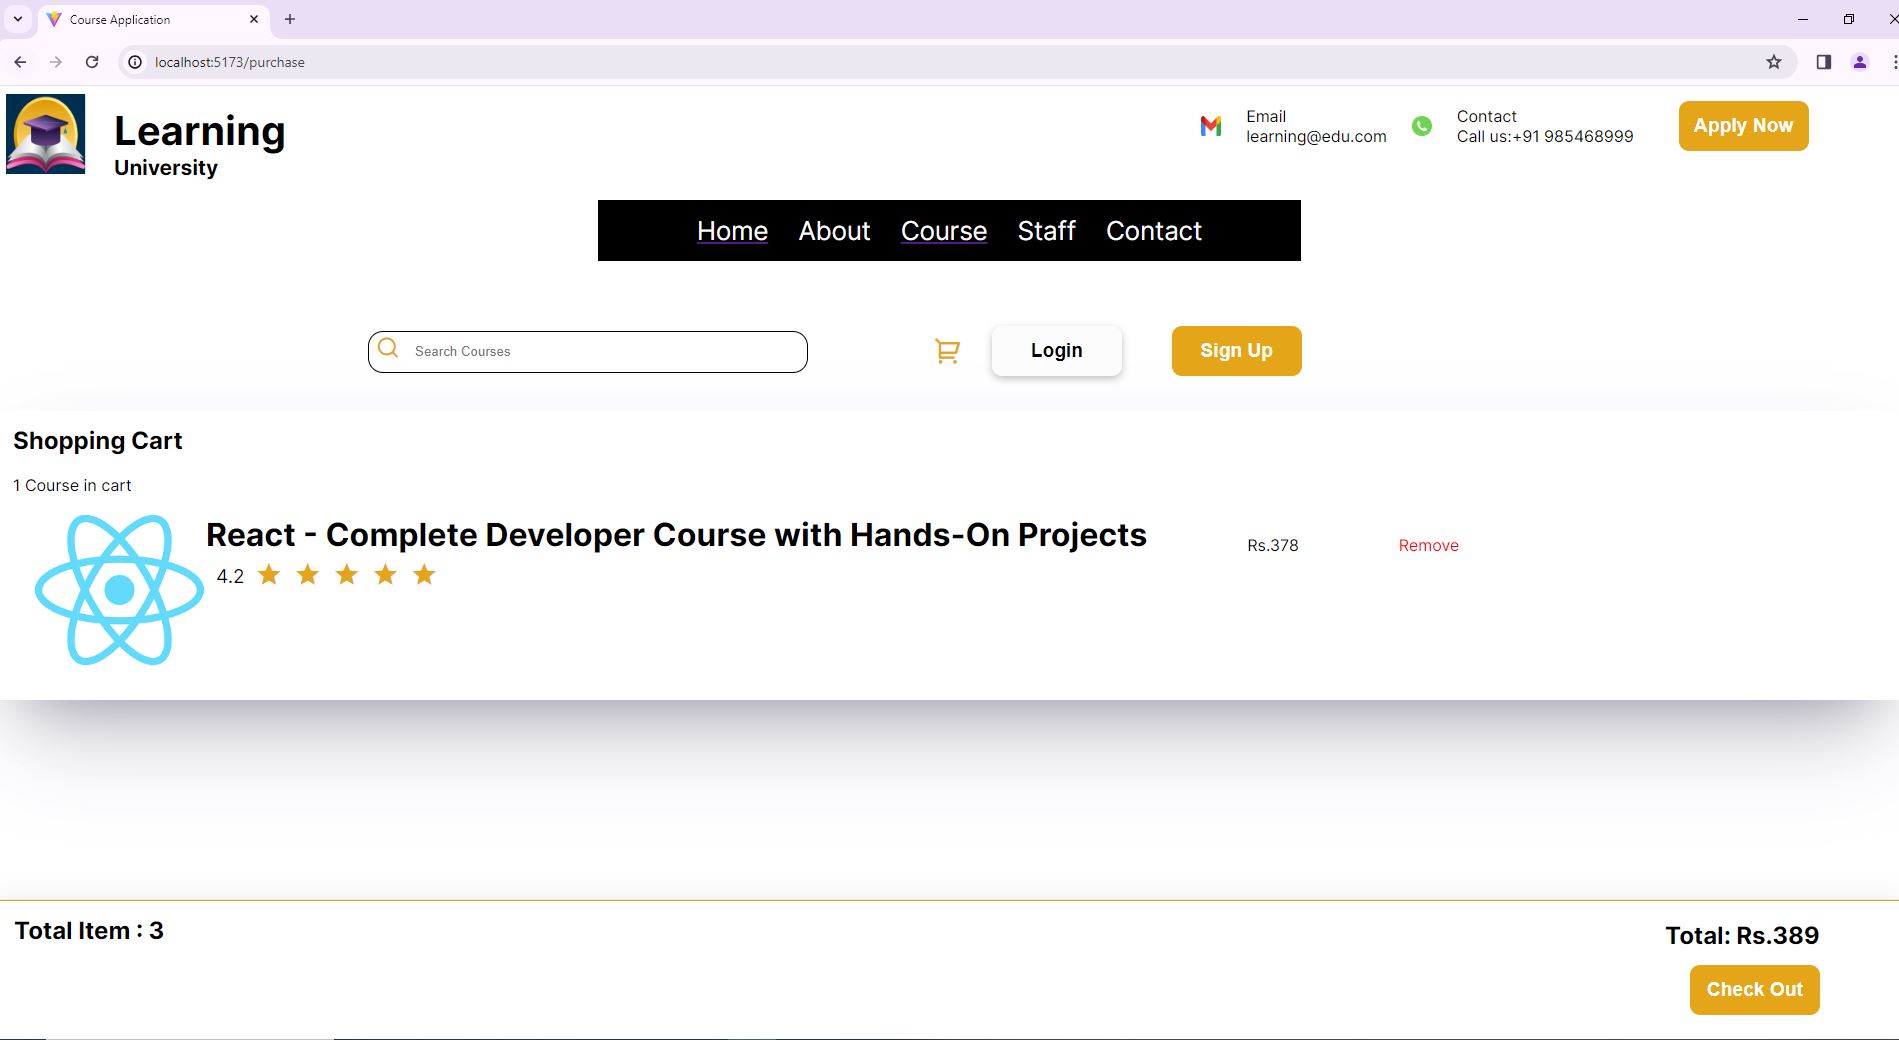 Course Application
localhost:5173/purchase
Learning
University
Email
learning@edu.com
Contact
Call us:+91 985468999
Apply Now
Home About Course Staff Contact
Search Courses
Login
Sign Up
Shopping Cart
1 Course in cart
React - Complete Developer Course with Hands-On Projects
4.2
Rs.378
Remove
Total Item : 3
Total: Rs.389
Check Out